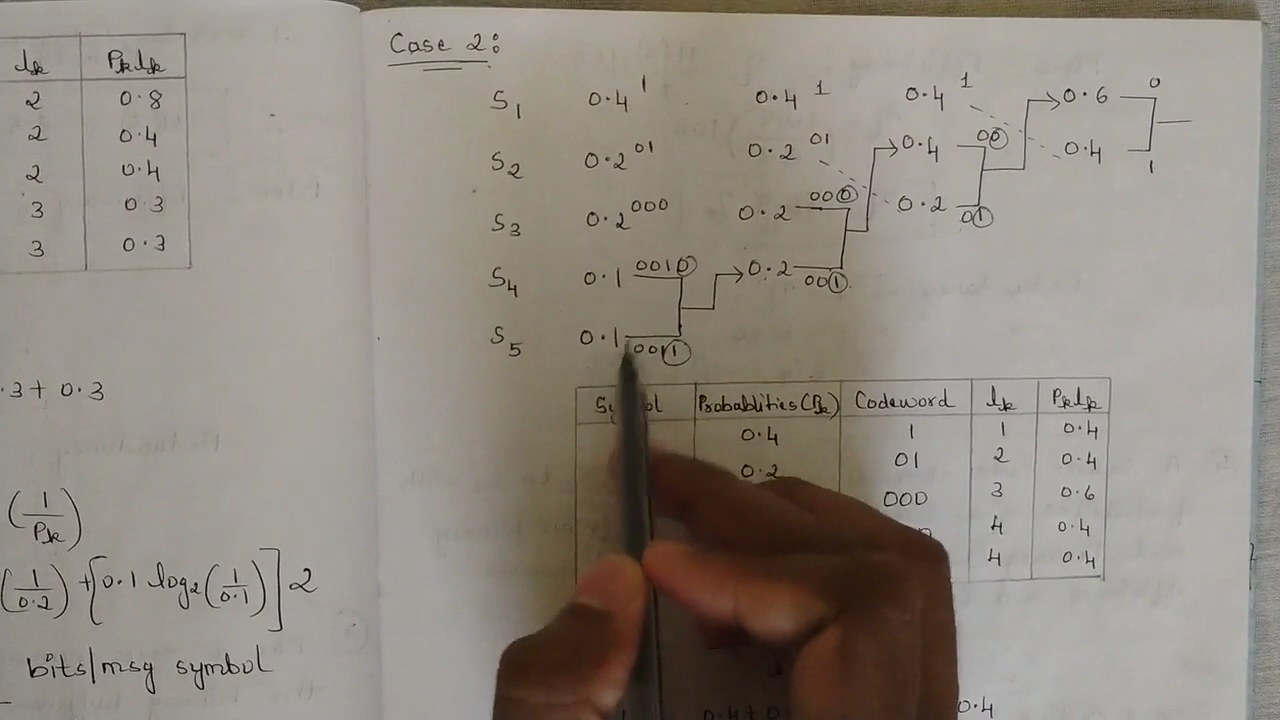 lk Pklk
2 0.8
2 0.4
2 0.4
3 0.3
3 0.3
.3 + 0.3
(1/Pk)
(1/0.2) + [0.1 log2 (1/0.1)] 2
bits/msg symbol
Case 2:
S1 0.4 1 0.4 1 0.4 1 0.6 0
S2 0.2 01 0.2 01 0.4 00 0.4 1
S3 0.2 000 0.2 000 0.2 01
S4 0.1 0010 0.2 001
S5 0.1 0011
Probablities (Pk) Codeword lk Pklk
0.4 1 1 0.4
0.2 01 2 0.4
000 3 0.6
4 0.4
4 0.4
0.4